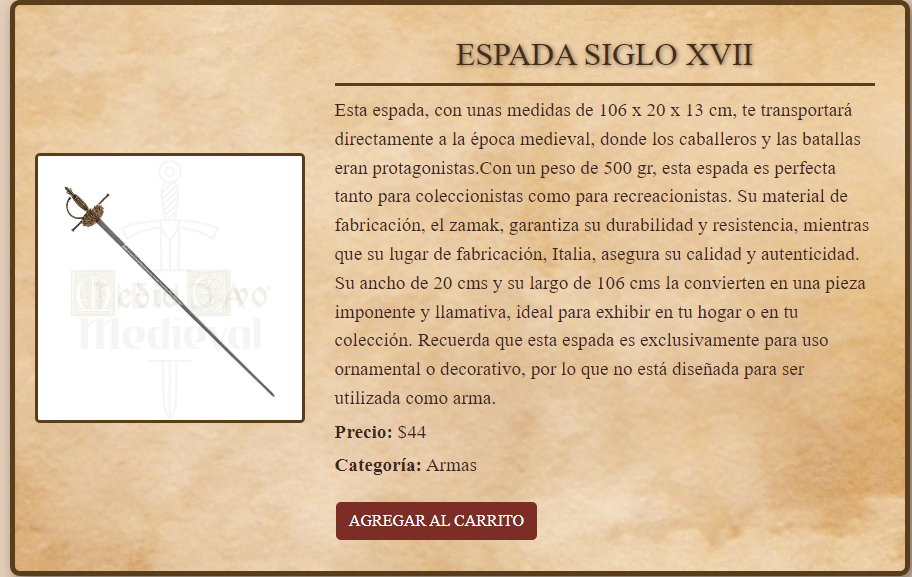 ESPADA SIGLO XVII
Esta espada, con unas medidas de 106 x 20 x 13 cm, te transportará
directamente a la época medieval, donde los caballeros y las batallas
eran protagonistas.Con un peso de 500 gr, esta espada es perfecta
tanto para coleccionistas como para recreacionistas. Su material de
fabricación, el zamak, garantiza su durabilidad y resistencia, mientras
que su lugar de fabricación, Italia, asegura su calidad y autenticidad.
Su ancho de 20 cms y su largo de 106 cms la convierten en una pieza
imponente y llamativa, ideal para exhibir en tu hogar o en tu
colección. Recuerda que esta espada es exclusivamente para uso
ornamental o decorativo, por lo que no está diseñada para ser
utilizada como arma.
Precio: $44
Categoría: Armas
AGREGAR AL CARRITO
Medieval